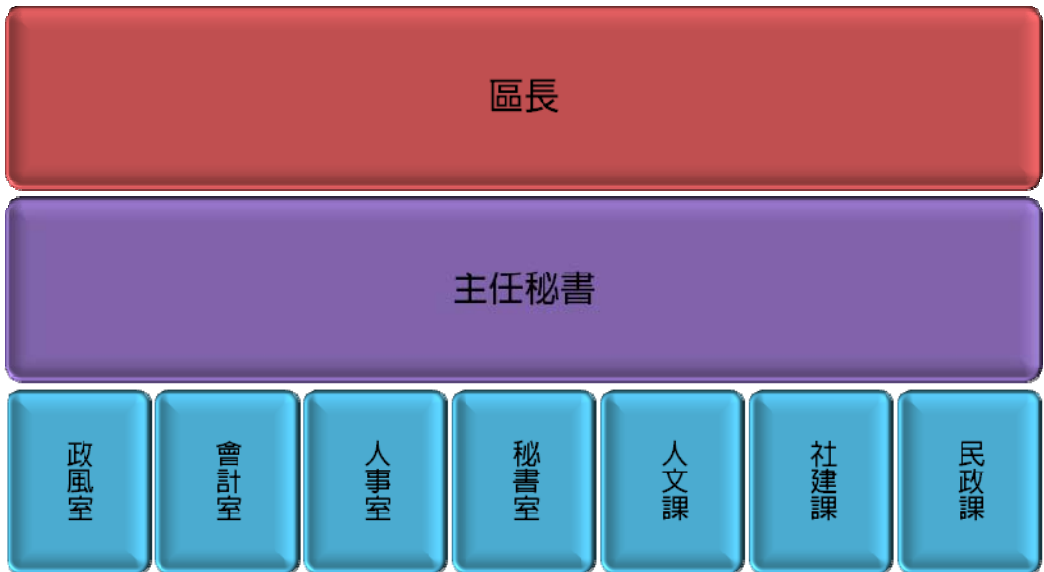 區長
主任秘書
政風室
會計室
人事室
秘書室
人文課
社建課
民政課